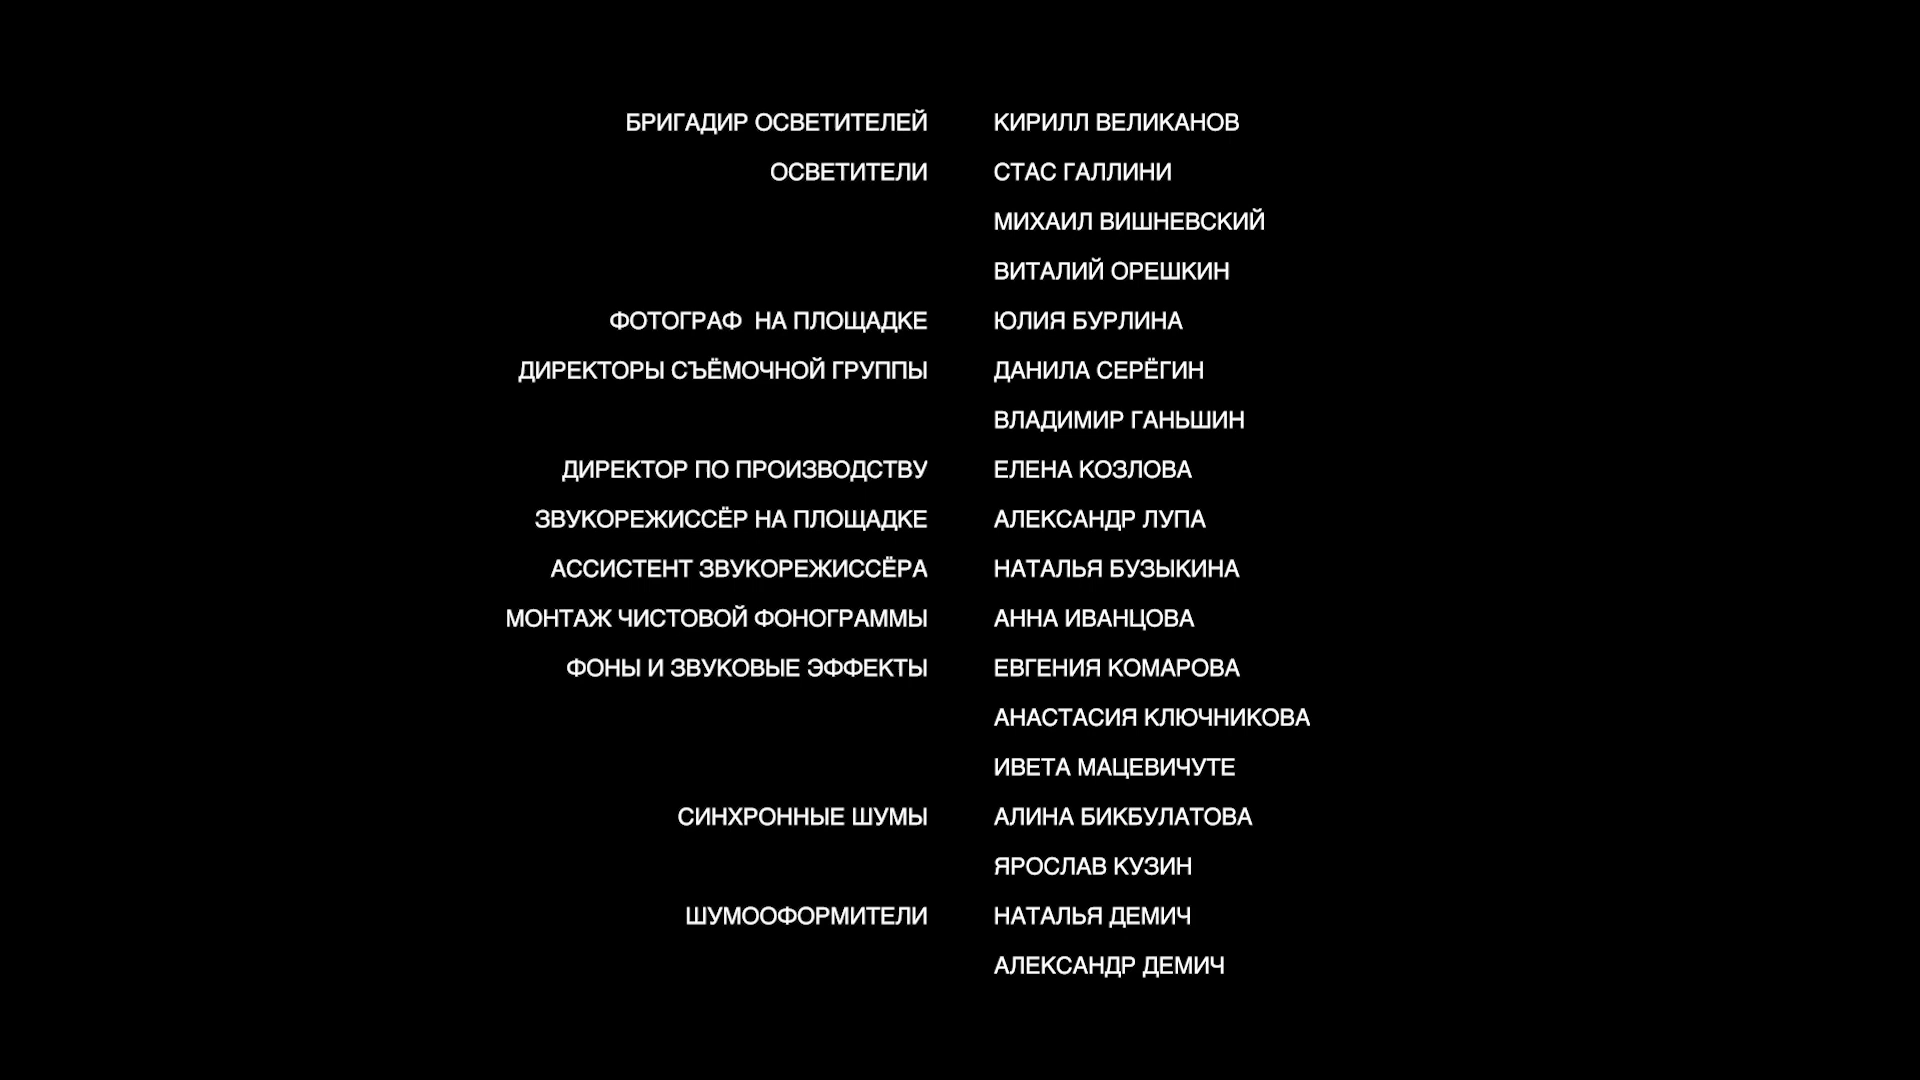 БРИГАДИР ОСВЕТИТЕЛЕЙ КИРИЛЛ ВЕЛИКАНОВ
ОСВЕТИТЕЛИ СТАС ГАЛЛИНИ
МИХАИЛ ВИШНЕВСКИЙ
ВИТАЛИЙ ОРЕШКИН
ФОТОГРАФ НА ПЛОЩАДКЕ ЮЛИЯ БУРЛИНА
ДИРЕКТОРЫ СЪЁМОЧНОЙ ГРУППЫ ДАНИЛА СЕРЁГИН
ВЛАДИМИР ГАНЬШИН
ДИРЕКТОР ПО ПРОИЗВОДСТВУ ЕЛЕНА КОЗЛОВА
ЗВУКОРЕЖИССЁР НА ПЛОЩАДКЕ АЛЕКСАНДР ЛУПА
АССИСТЕНТ ЗВУКОРЕЖИССЁРА НАТАЛЬЯ БУЗЫКИНА
МОНТАЖ ЧИСТОВОЙ ФОНОГРАММЫ АННА ИВАНЦОВА
ФОНЫ И ЗВУКОВЫЕ ЭФФЕКТЫ ЕВГЕНИЯ КОМАРОВА
АНАСТАСИЯ КЛЮЧНИКОВА
ИВЕТА МАЦЕВИЧУТЕ
СИНХРОННЫЕ ШУМЫ АЛИНА БИКБУЛАТОВА
ЯРОСЛАВ КУЗИН
ШУМООФОРМИТЕЛИ НАТАЛЬЯ ДЕМИЧ
АЛЕКСАНДР ДЕМИЧ